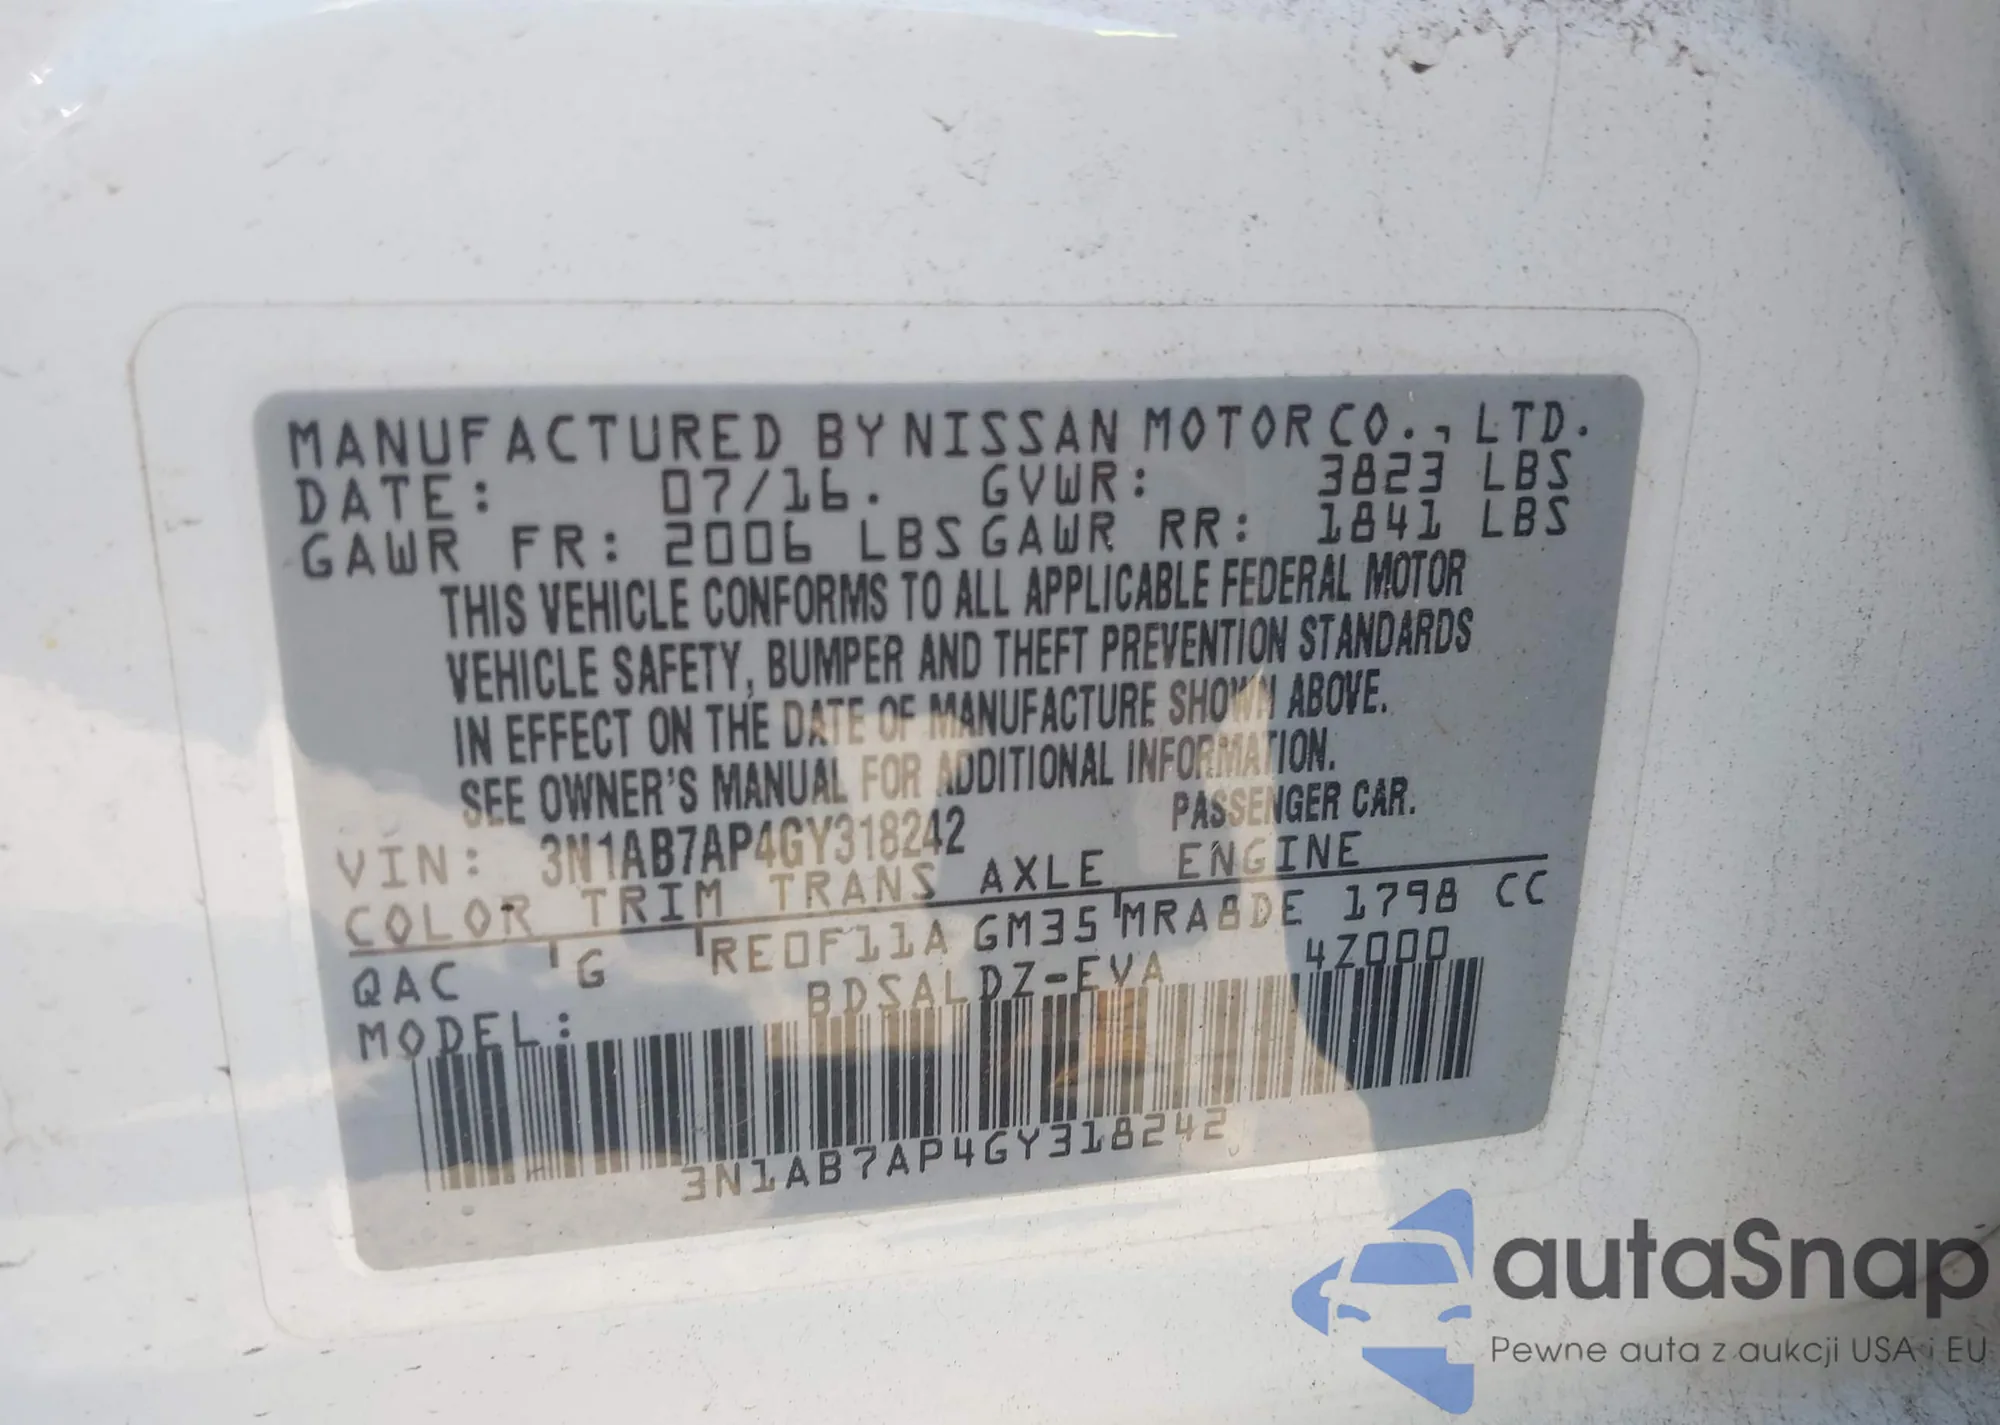 MANUFACTURED BY NISSAN MOTOR CO., LTD.
DATE: 07/16. GVWR: 3823 LBS
GAWR FR: 2006 LBS GAWR RR: 1841 LBS
THIS VEHICLE CONFORMS TO ALL APPLICABLE FEDERAL MOTOR
VEHICLE SAFETY, BUMPER AND THEFT PREVENTION STANDARDS
IN EFFECT ON THE DATE OF MANUFACTURE SHOWN ABOVE.
SEE OWNER'S MANUAL FOR ADDITIONAL INFORMATION.
VIN: 3N1AB7AP4GY318242 PASSENGER CAR.
COLOR TRIM TRANS AXLE ENGINE
QAC G RE0F11A GM35 MRA8DE 1798 CC
MODEL: BDSALDZ-EVA 4Z000
3N1AB7AP4GY318242
autaSnap
Pewne auta z aukcji USA i EU